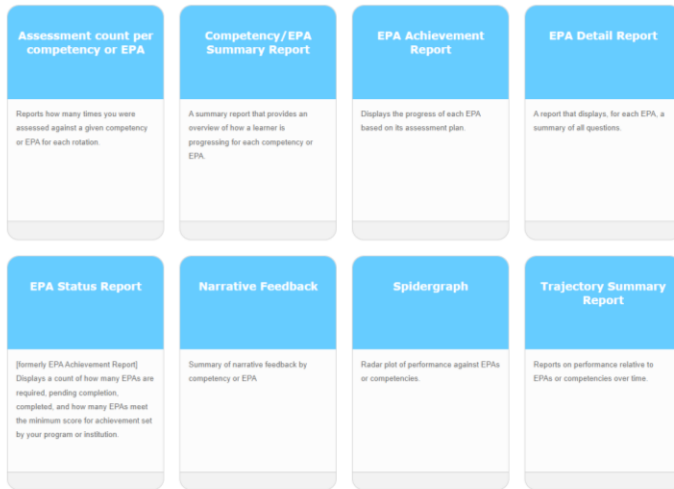 Assessment count per
competency or EPA
Reports how many times you were
assessed against a given competency
or EPA for each rotation.
Competency/EPA
Summary Report
A summary report that provides an
overview of how a learner is
progressing for each competency or
EPA.
EPA Achievement
Report
Displays the progress of each EPA
based on its assessment plan.
EPA Detail Report
A report that displays, for each EPA, a
summary of all questions.
EPA Status Report
[formerly EPA Achievement Report]
Displays a count of how many EPAs are
required, pending completion,
completed, and how many EPAs meet
the minimum score for achievement set
by your program or institution.
Narrative Feedback
Summary of narrative feedback by
competency or EPA
Spidergraph
Radar plot of performance against EPAs
or competencies.
Trajectory Summary
Report
Reports on performance relative to
EPAs or competencies over time.